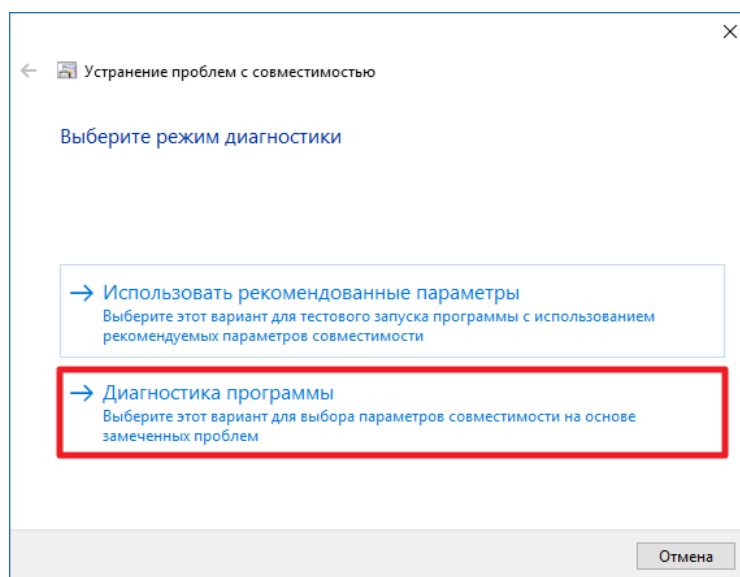 Устранение проблем с совместимостью
Выберите режим диагностики
Использовать рекомендованные параметры
Выберите этот вариант для тестового запуска программы с использованием
рекомендуемых параметров совместимости
Диагностика программы
Выберите этот вариант для выбора параметров совместимости на основе
замеченных проблем
Отмена